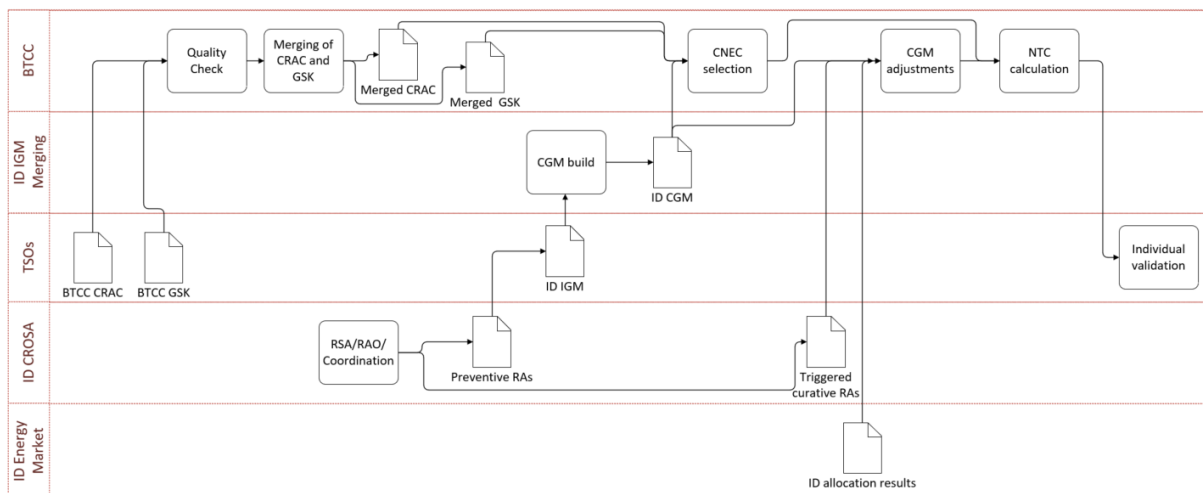 BTCC
Quality
Check
Merging of
CRAC and
GSK
Merged CRAC
Merged GSK
CNEC
selection
CGM
adjustments
NTC
calculation
ID IGM
Merging
CGM build
ID CGM
TSOs
BTCC CRAC
BTCC GSK
ID IGM
Individual
validation
ID CROSA
RSA/RAO/
Coordination
Preventive RAs
Triggered
curative RAs
ID Energy
Market
ID allocation results